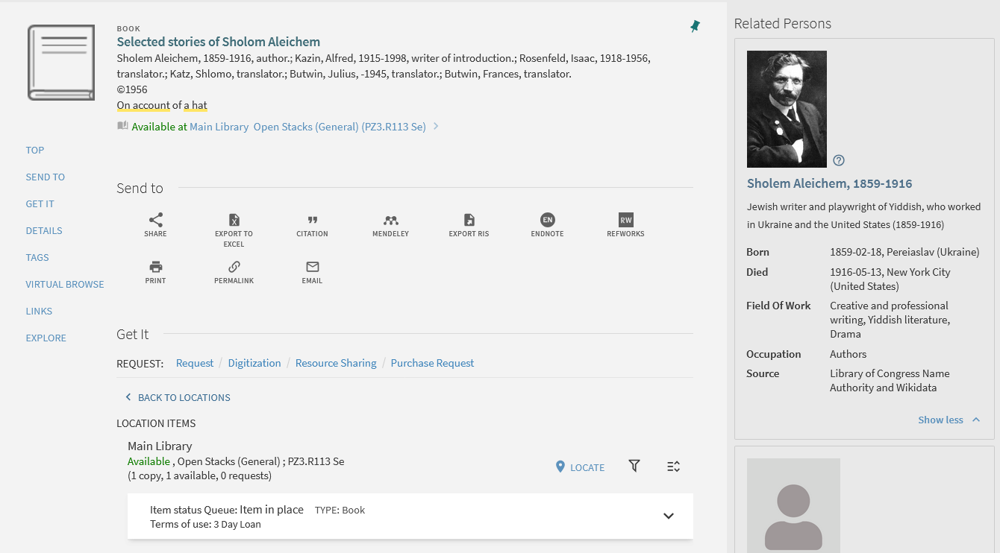 BOOK
Selected stories of Sholom Aleichem
Sholem Aleichem, 1859-1916, author.; Kazin, Alfred, 1915-1998, writer of introduction.; Rosenfeld, Isaac, 1918-1956,
translator.; Katz, Shlomo, translator.; Butwin, Julius, -1945, translator.; Butwin, Frances, translator.
©1956
On account of a hat
Available at Main Library Open Stacks (General) (PZ3.R113 Se)
TOP
SEND TO
GET IT
DETAILS
TAGS
VIRTUAL BROWSE
LINKS
EXPLORE
Send to
SHARE
EXPORT TO
EXCEL
CITATION
MENDELEY
EXPORT RIS
EN
ENDNOTE
RW
REFWORKS
PRINT
PERMALINK
EMAIL
Get It
REQUEST: Request / Digitization / Resource Sharing / Purchase Request
BACK TO LOCATIONS
LOCATION ITEMS
Main Library
Available , Open Stacks (General) ; PZ3.R113 Se
(1 copy, 1 available, 0 requests)
LOCATE
Item status Queue: Item in place TYPE: Book
Terms of use: 3 Day Loan
Related Persons
Sholem Aleichem, 1859-1916
Jewish writer and playwright of Yiddish, who worked
in Ukraine and the United States (1859-1916)
Born 1859-02-18, Pereiaslav (Ukraine)
Died 1916-05-13, New York City
(United States)
Field Of Work Creative and professional
writing, Yiddish literature,
Drama
Occupation Authors
Source Library of Congress Name
Authority and Wikidata
Show less